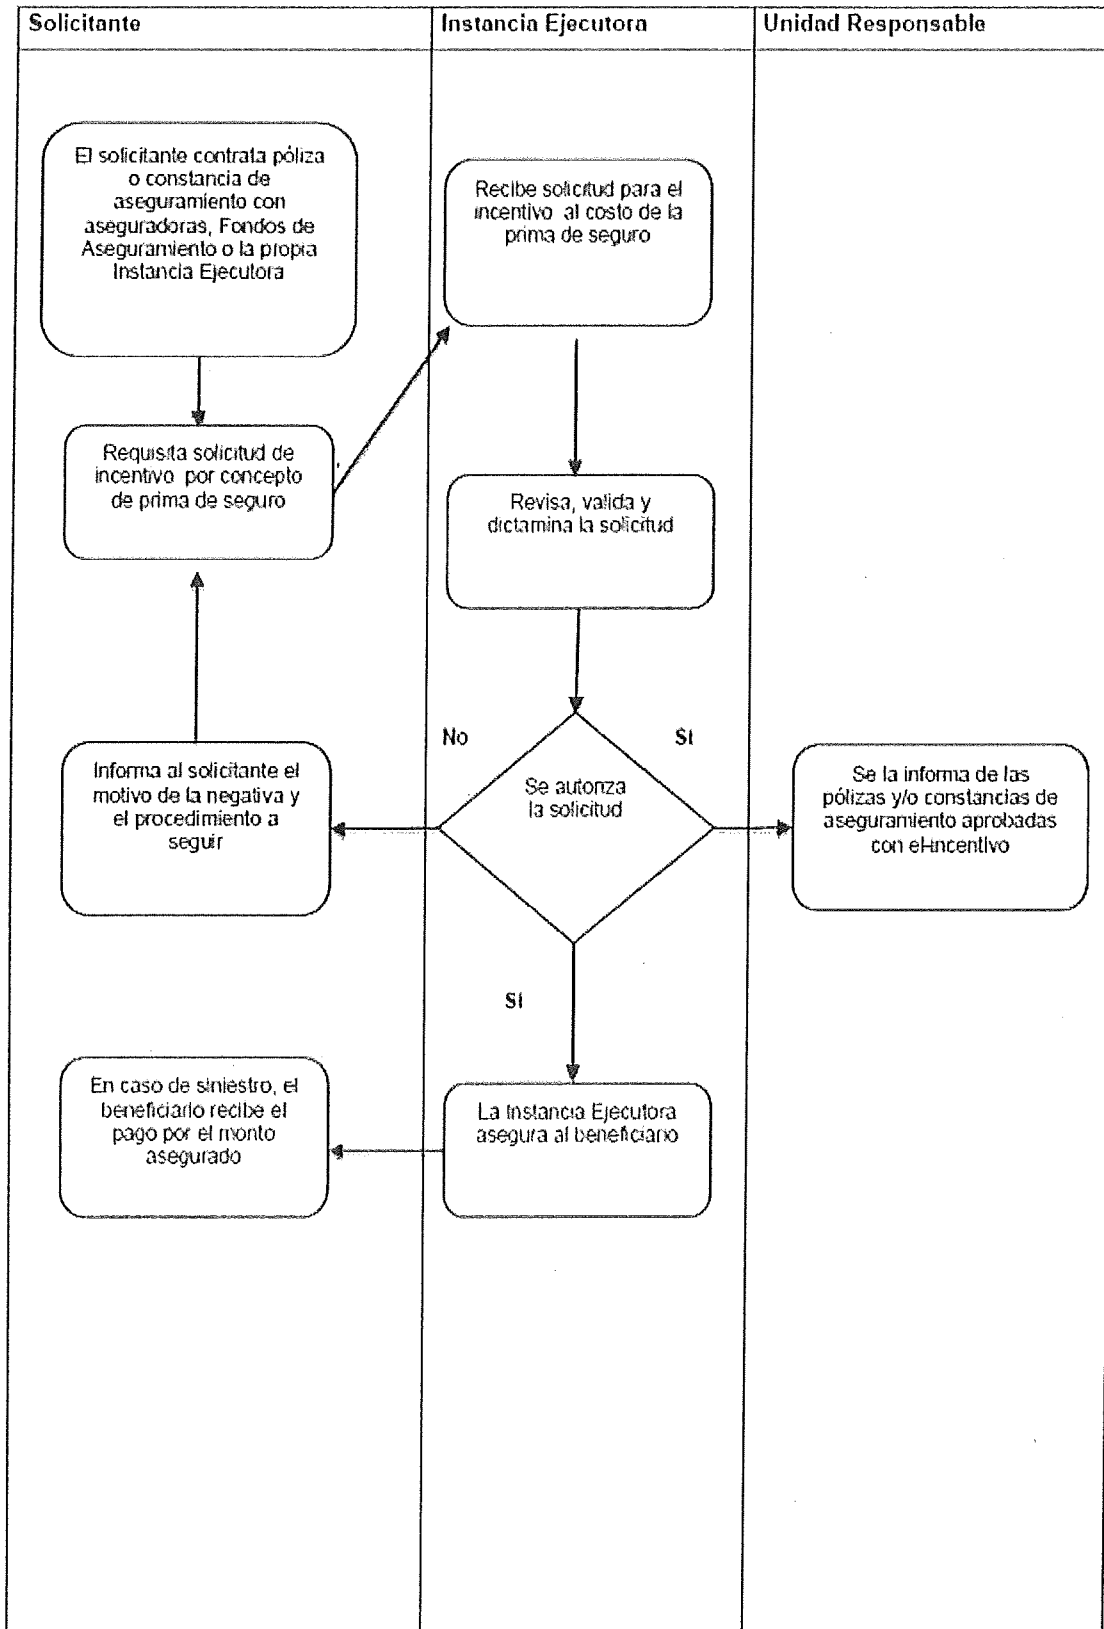 Solicitante
Instancia Ejecutora
Unidad Responsable
El solicitante contrata póliza
o constancia de
aseguramiento con
aseguradoras, Fondos de
Aseguramiento o la propia
Instancia Ejecutora
Recibe solicitud para el
incentivo al costo de la
prima de seguro
Requisita solicitud de
incentivo por concepto
de prima de seguro
Revisa, valida y
dictamina la solicitud
No
Sí
Informa al solicitante el
motivo de la negativa y
el procedimiento a
seguir
Se autoriza
la solicitud
Se la informa de las
pólizas y/o constancias de
aseguramiento aprobadas
con el incentivo
Sí
En caso de siniestro, el
beneficiario recibe el
pago por el monto
asegurado
La Instancia Ejecutora
asegura al beneficiario